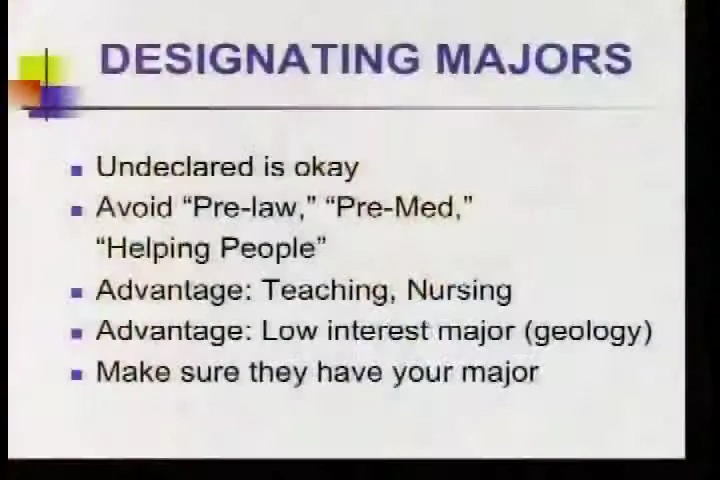 DESIGNATING MAJORS
Undeclared is okay
Avoid “Pre-law,” “Pre-Med,”
“Helping People”
Advantage: Teaching, Nursing
Advantage: Low interest major (geology)
Make sure they have your major